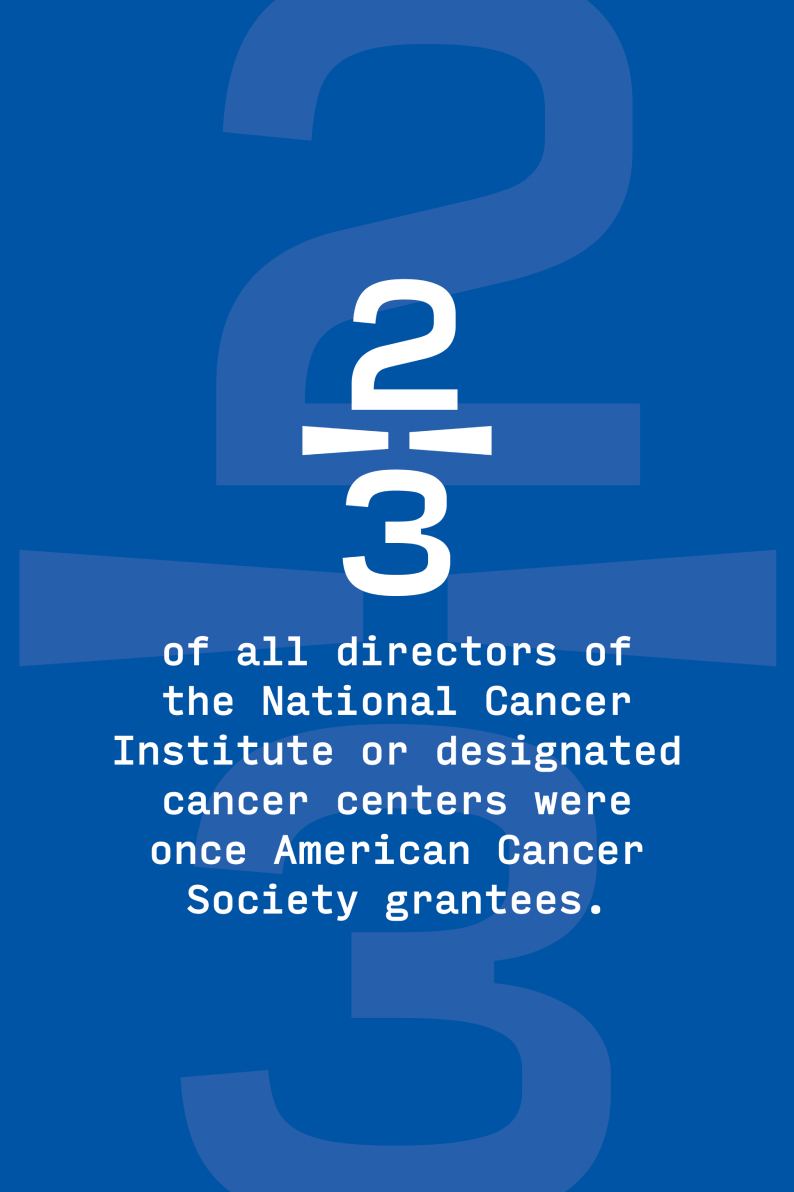 2
3
of all directors of
the National Cancer
Institute or designated
cancer centers were
once American Cancer
Society grantees.